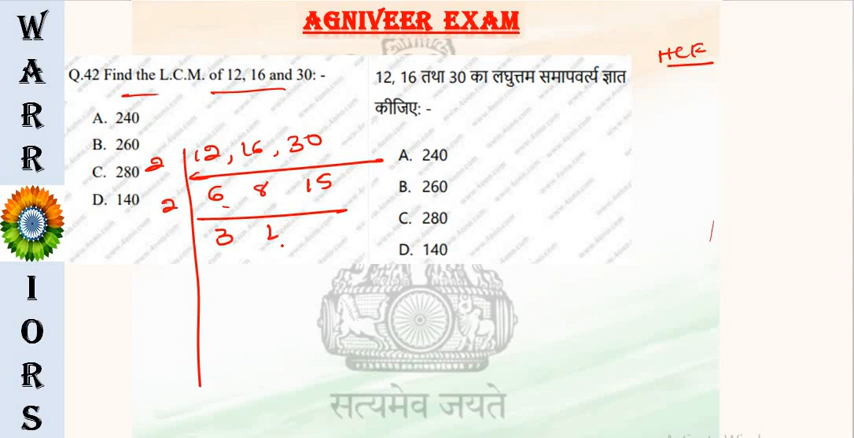 AGNIVEER EXAM
W
A
R
R
I
O
R
S
HCF
Q.42 Find the L.C.M. of 12, 16 and 30: -
A. 240
B. 260
C. 280
D. 140
12, 16 तथा 30 का लघुत्तम समापवर्त्य ज्ञात
कीजिए: -
A. 240
B. 260
C. 280
D. 140
2 12, 16, 30
2 6 8 15
3 4
सत्यमेव जयते